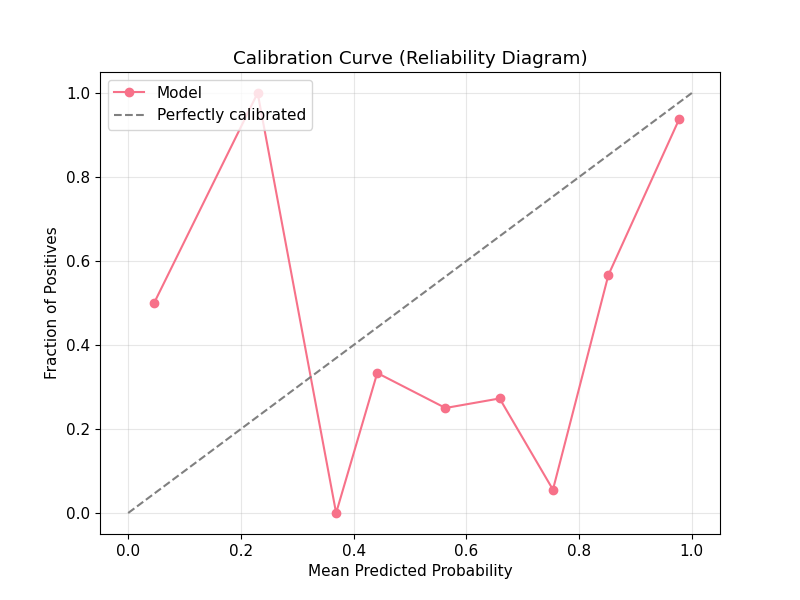 Calibration Curve (Reliability Diagram)
Model
Perfectly calibrated
Fraction of Positives
1.0
0.8
0.6
0.4
0.2
0.0
0.0 0.2 0.4 0.6 0.8 1.0
Mean Predicted Probability